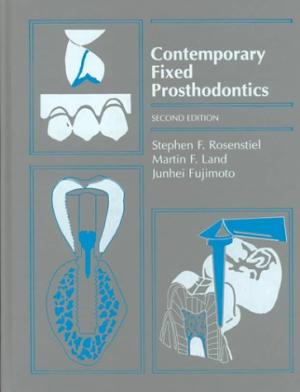 Contemporary
Fixed
Prosthodontics
SECOND EDITION
Stephen F. Rosenstiel
Martin F. Land
Junhei Fujimoto